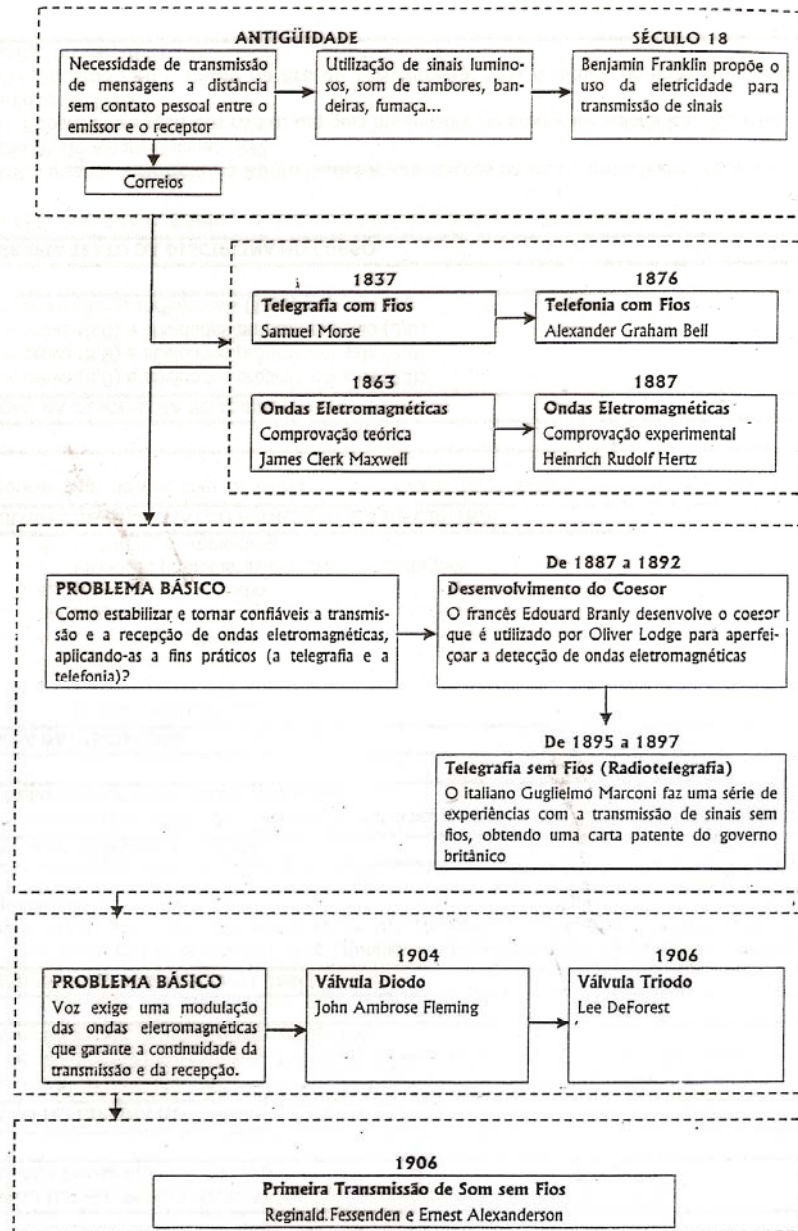 ANTIGÜIDADE
SÉCULO 18
Necessidade de transmissão
de mensagens a distância
sem contato pessoal entre o
emissor e o receptor
Utilização de sinais lumino-
sos, som de tambores, ban-
deiras, fumaça...
Benjamin Franklin propõe o
uso da eletricidade para
transmissão de sinais
Correios
1837
Telegrafia com Fios
Samuel Morse
1876
Telefonia com Fios
Alexander Graham Bell
1863
Ondas Eletromagnéticas
Comprovação teórica
James Clerk Maxwell
1887
Ondas Eletromagnéticas
Comprovação experimental
Heinrich Rudolf Hertz
PROBLEMA BÁSICO
Como estabilizar e tornar confiáveis a transmis-
são e a recepção de ondas eletromagnéticas,
aplicando-as a fins práticos (a telegrafia e a
telefonia)?
De 1887 a 1892
Desenvolvimento do Coesor
O francês Edouard Branly desenvolve o coesor
que é utilizado por Oliver Lodge para aperfei-
çoar a detecção de ondas eletromagnéticas
De 1895 a 1897
Telegrafia sem Fios (Radiotelegrafia)
O italiano Guglielmo Marconi faz uma série de
experiências com a transmissão de sinais sem
fios, obtendo uma carta patente do governo
britânico
PROBLEMA BÁSICO
Voz exige uma modulação
das ondas eletromagnéticas
que garante a continuidade da
transmissão e da recepção.
1904
Válvula Diodo
John Ambrose Fleming
1906
Válvula Triodo
Lee DeForest
1906
Primeira Transmissão de Som sem Fios
Reginald Fessenden e Ernest Alexanderson